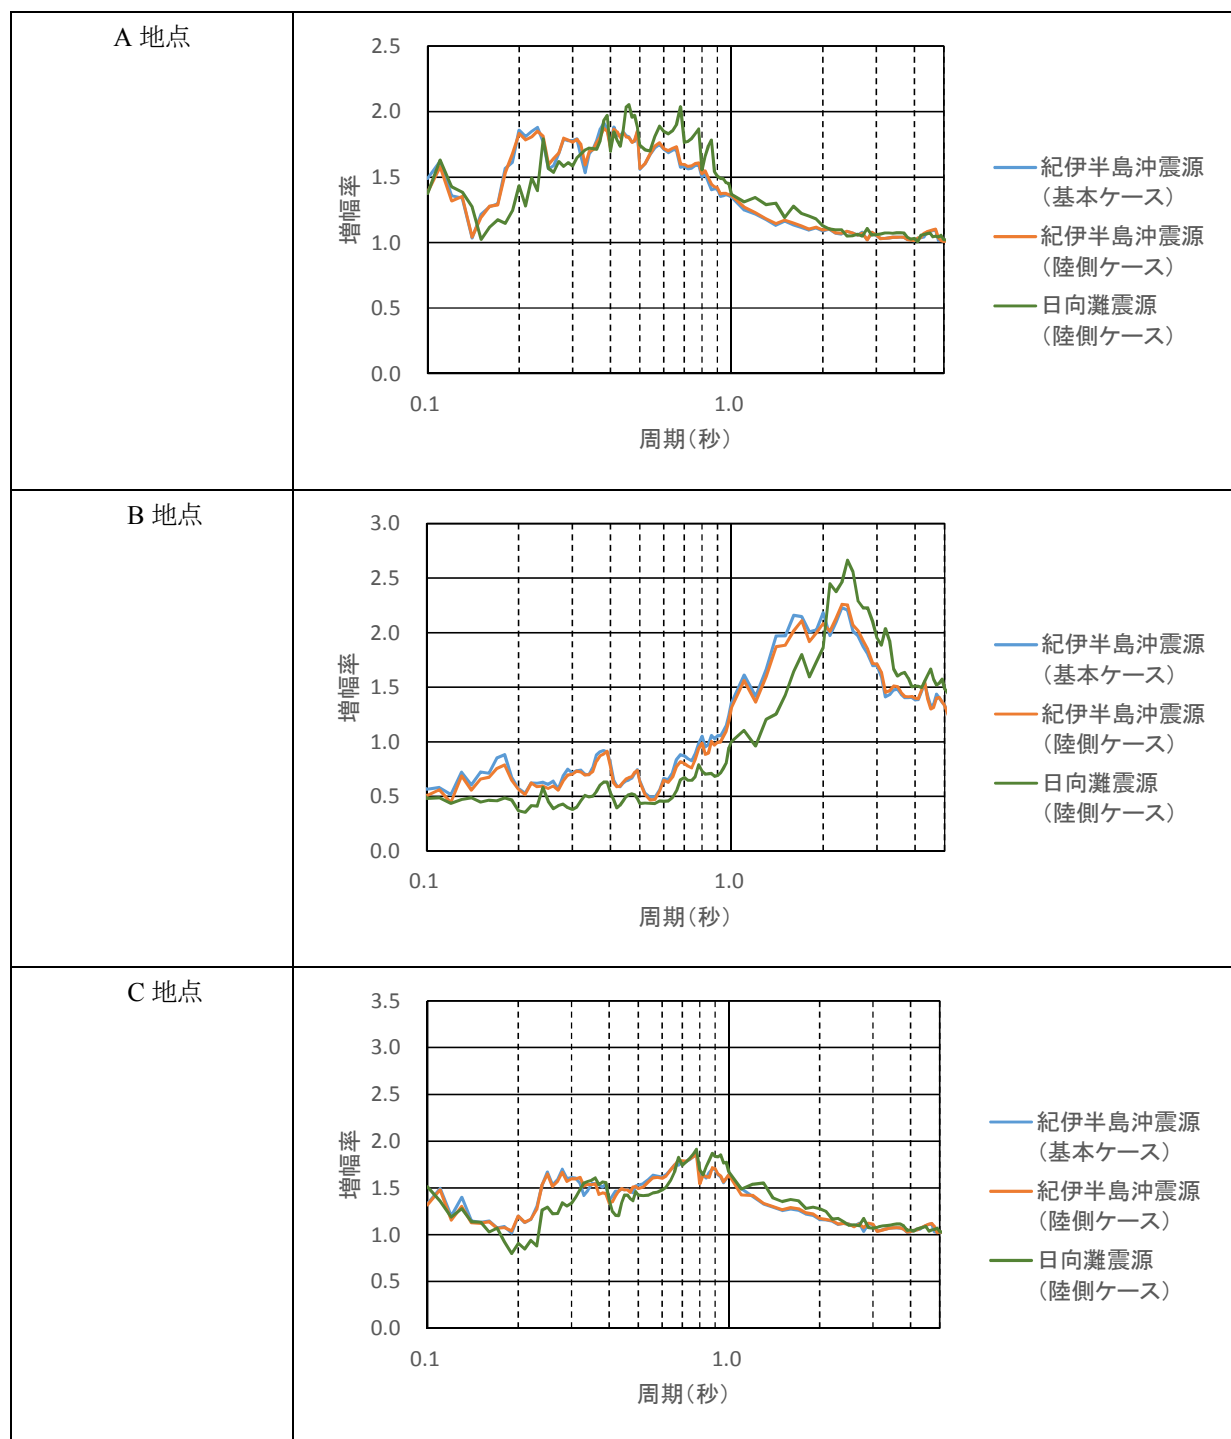 A 地点
2.5
2.0
1.5
1.0
0.5
0.0
増幅率
0.1
1.0
周期(秒)
紀伊半島沖震源
(基本ケース)
紀伊半島沖震源
(陸側ケース)
日向灘震源
(陸側ケース)
B 地点
3.0
2.5
2.0
1.5
1.0
0.5
0.0
増幅率
0.1
1.0
周期(秒)
紀伊半島沖震源
(基本ケース)
紀伊半島沖震源
(陸側ケース)
日向灘震源
(陸側ケース)
C 地点
3.5
3.0
2.5
2.0
1.5
1.0
0.5
0.0
増幅率
0.1
1.0
周期(秒)
紀伊半島沖震源
(基本ケース)
紀伊半島沖震源
(陸側ケース)
日向灘震源
(陸側ケース)